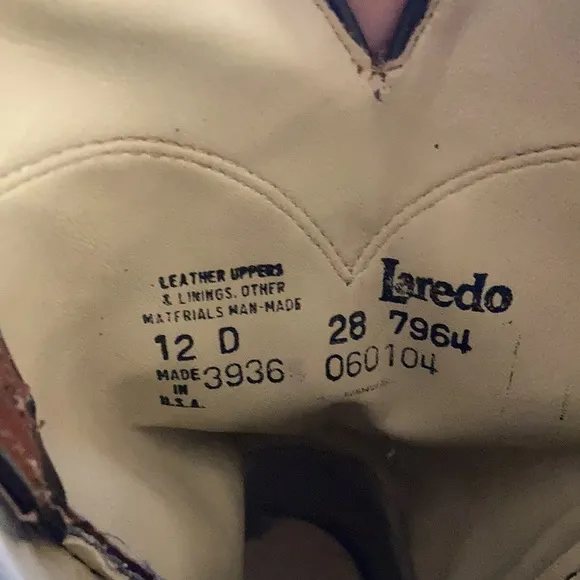 LEATHER UPPERS
& LININGS. OTHER
MATERIALS MAN-MADE
12 D
MADE IN U.S.A.
3936
Laredo
28 7964
060104